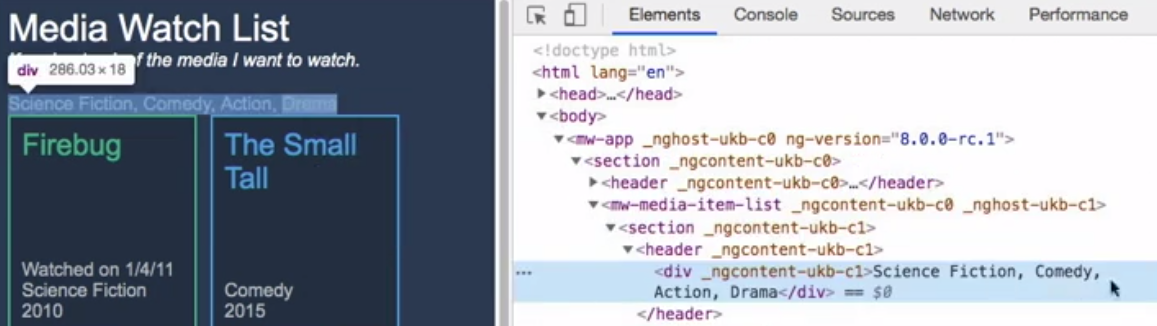 Media Watch List
of the media I want to watch.
div 286.03 × 18
Science Fiction, Comedy, Action, Drama
Firebug
Watched on 1/4/11
Science Fiction
2010
The Small
Tall
Comedy
2015
Elements Console Sources Network Performance
<!doctype html>
<html lang="en">
▶<head>…</head>
▼<body>
▼<mw-app _nghost-ukb-c0 ng-version="8.0.0-rc.1">
▼<section _ngcontent-ukb-c0>
▶<header _ngcontent-ukb-c0>…</header>
▼<mw-media-item-list _ngcontent-ukb-c0 _nghost-ukb-c1>
▼<section _ngcontent-ukb-c1>
▼<header _ngcontent-ukb-c1>
… <div _ngcontent-ukb-c1>Science Fiction, Comedy,
Action, Drama</div> == $0
</header>